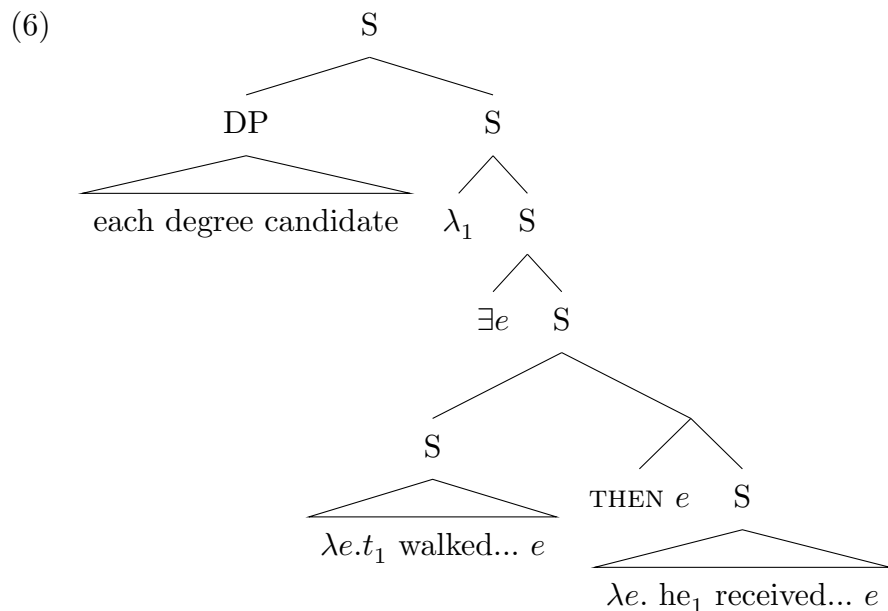 (6) S
DP S
each degree candidate λ₁ S
∃e S
S
THEN e S
λe.t₁ walked... e
λe. he₁ received... e